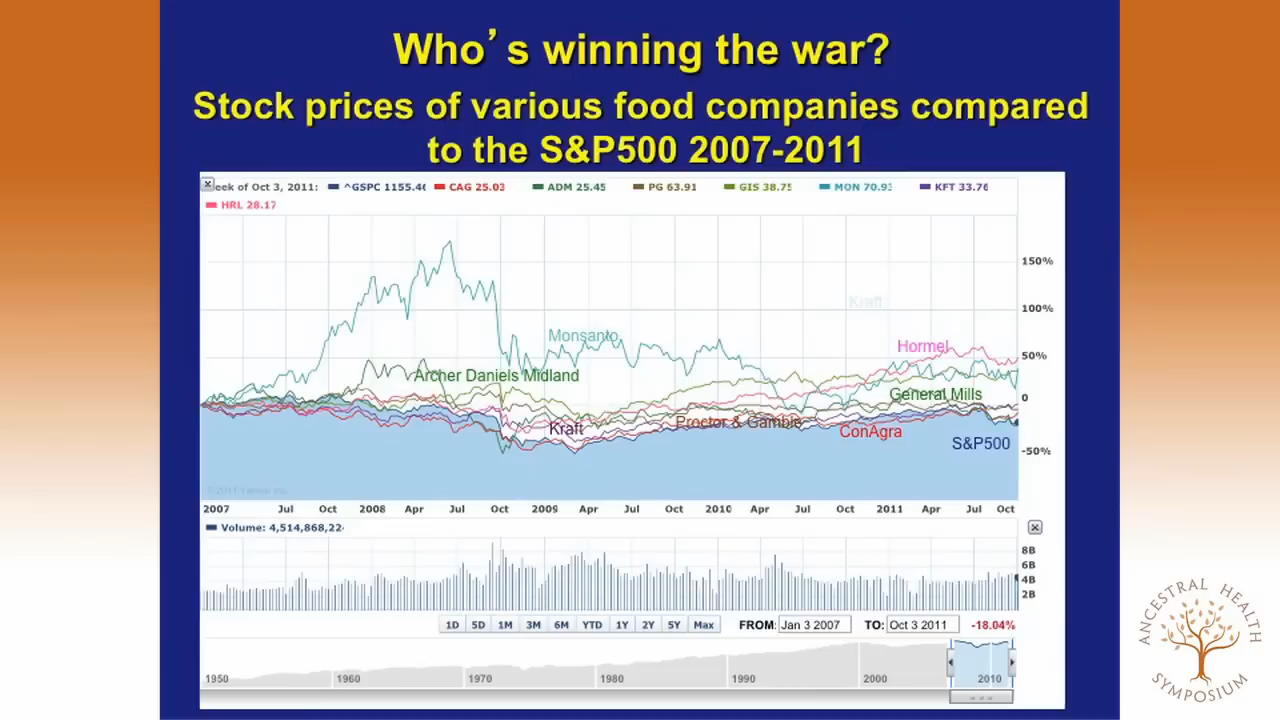 Who’s winning the war?
Stock prices of various food companies compared
to the S&P500 2007-2011
eek of Oct 3, 2011: ^GSPC 1155.46 CAG 25.03 ADM 25.45 PG 63.91 GIS 38.75 MON 70.93 KFT 33.76
HRL 28.17
150%
Kraft
100%
Monsanto
Hormel
50%
Archer Daniels Midland
General Mills
0
Proctor & Gamble
Kraft
ConAgra
S&P500
-50%
2007 Jul Oct 2008 Apr Jul Oct 2009 Apr Jul Oct 2010 Apr Jul Oct 2011 Apr Jul Oct
Volume: 4,514,868,22
8B
6B
4B
2B
1D 5D 1M 3M 6M YTD 1Y 2Y 5Y Max FROM: Jan 3 2007 TO: Oct 3 2011 -18.04%
1950 1960 1970 1980 1990 2000 2010
ANCESTRAL HEALTH
SYMPOSIUM